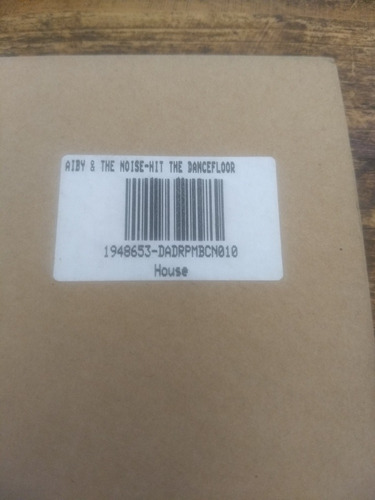 AIBY & THE NOISE-HIT THE DANCEFLOOR
1948653-DADRPMBCN010
House